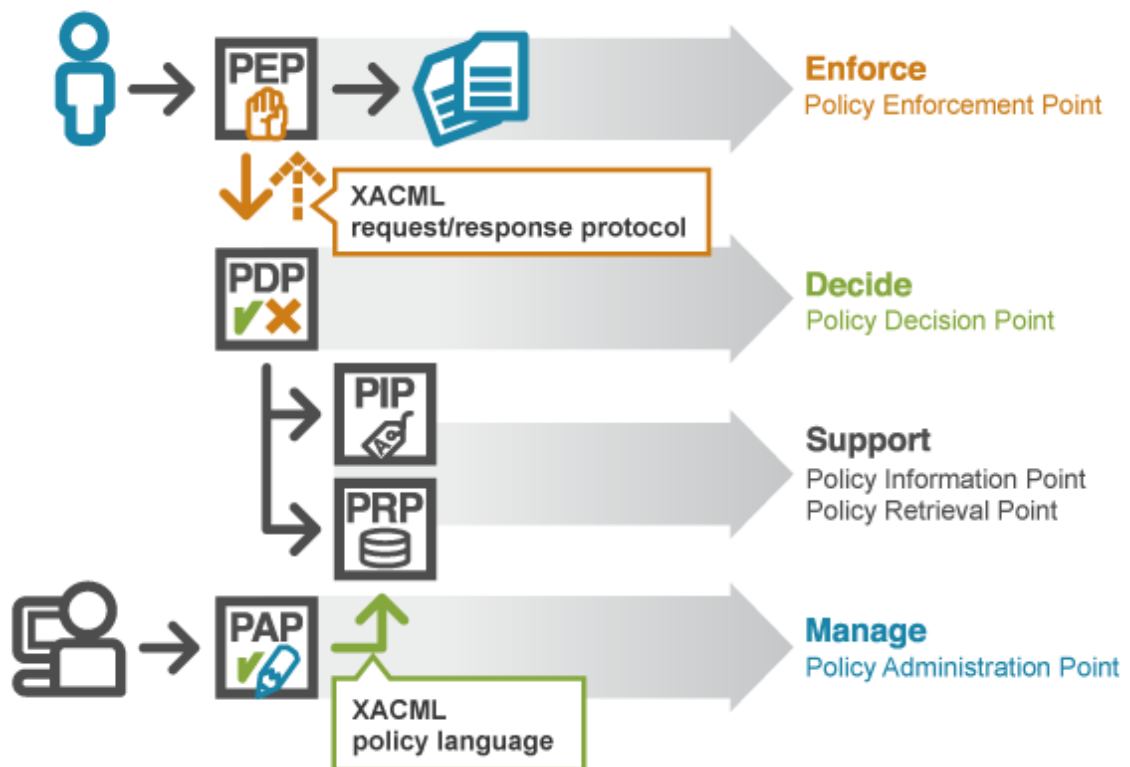 PEP
Enforce
Policy Enforcement Point
XACML
request/response protocol
PDP
Decide
Policy Decision Point
PIP
A
Support
Policy Information Point
Policy Retrieval Point
PRP
PAP
Manage
Policy Administration Point
XACML
policy language